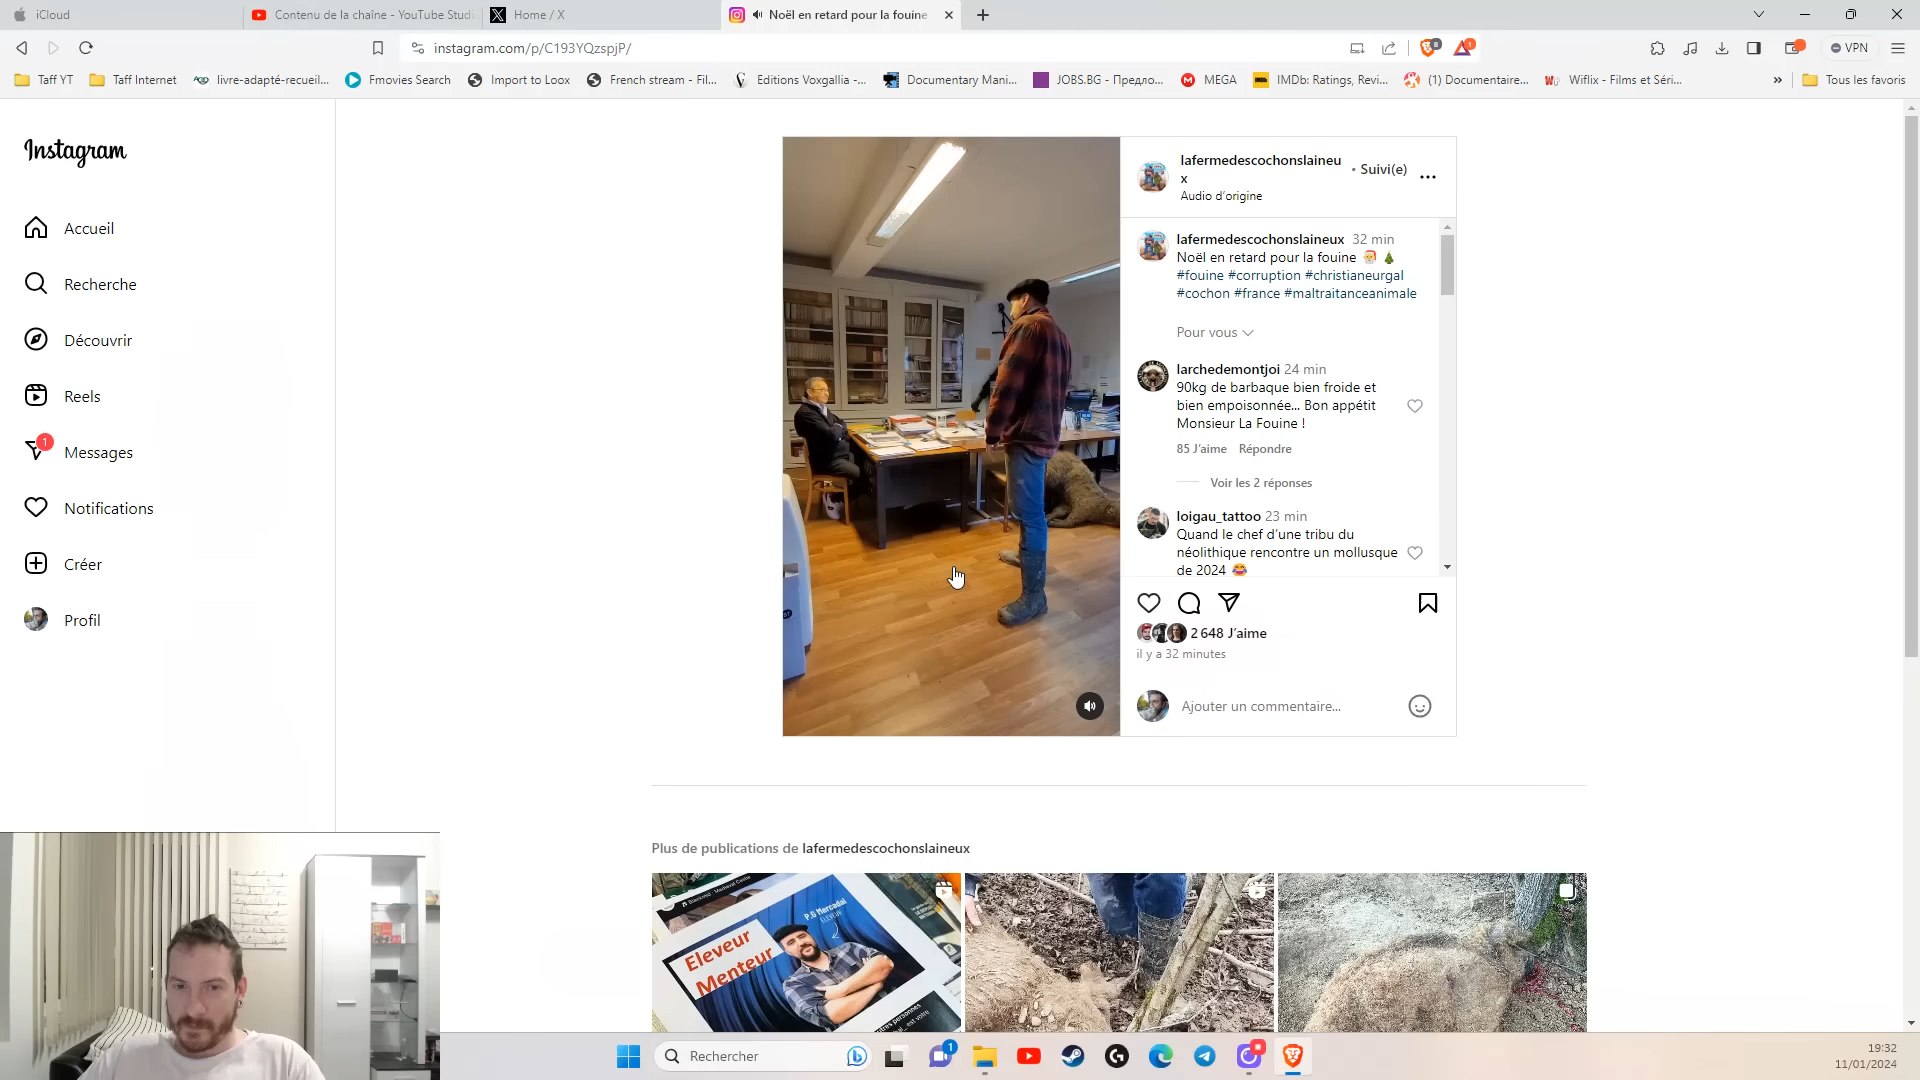 iCloud
Contenu de la chaîne - YouTube Studi
Home / X
Noël en retard pour la fouine
instagram.com/p/C193YQzspjP/
8
1
VPN
Taff YT
Taff Internet
livre-adapté-recueil...
Fmovies Search
Import to Loox
French stream - Fil...
Editions Voxgallia -...
Documentary Mani...
JOBS.BG - Предло...
MEGA
IMDb: Ratings, Revi...
(1) Documentaire...
Wiflix - Films et Séri...
»
Tous les favoris
Instagram
Accueil
Recherche
Découvrir
Reels
1
Messages
Notifications
Créer
Profil
lafermedescochonslaineu
x
• Suivi(e)
Audio d'origine
lafermedescochonslaineux 32 min
Noël en retard pour la fouine 🎅 🎄
#fouine #corruption #christianeurgal
#cochon #france #maltraitanceanimale
Pour vous
larchedemontjoi 24 min
90kg de barbaque bien froide et
bien empoisonnée... Bon appétit
Monsieur La Fouine !
85 J'aime Répondre
Voir les 2 réponses
loigau_tattoo 23 min
Quand le chef d'une tribu du
néolithique rencontre un mollusque
de 2024 😂
2 648 J'aime
il y a 32 minutes
Ajouter un commentaire...
Plus de publications de lafermedescochonslaineux
P.G Mercadal
ELEVEUR
Eleveur
Menteur
Rechercher
1
19:32
11/01/2024